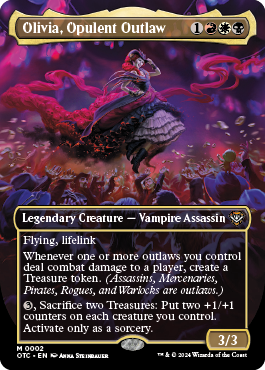 Olivia, Opulent Outlaw 1
Legendary Creature — Vampire Assassin
Flying, lifelink
Whenever one or more outlaws you control
deal combat damage to a player, create a
Treasure token. (Assassins, Mercenaries,
Pirates, Rogues, and Warlocks are outlaws.)
, Sacrifice two Treasures: Put two +1/+1
counters on each creature you control.
Activate only as a sorcery.
3/3
M 0002
OTC • EN Anna Steinbauer
™ & © 2024 Wizards of the Coast